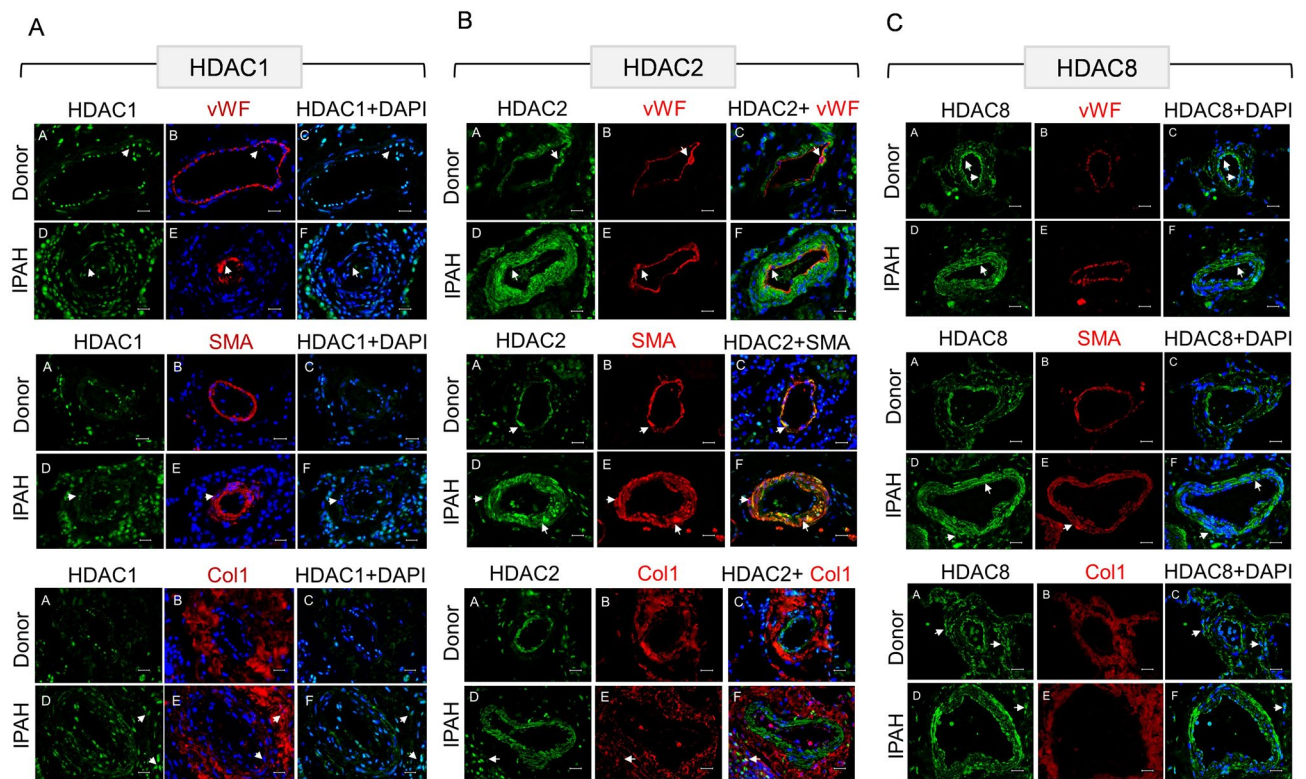 A
B
C
HDAC1
HDAC2
HDAC8
HDAC1 vWF HDAC1+DAPI
Donor
A B C
IPAH
D E F
HDAC1 SMA HDAC1+DAPI
Donor
A B C
IPAH
D E F
HDAC1 Col1 HDAC1+DAPI
Donor
A B C
IPAH
D E F
HDAC2 vWF HDAC2+ vWF
Donor
A B C
IPAH
D E F
HDAC2 SMA HDAC2+SMA
Donor
A B C
IPAH
D E F
HDAC2 Col1 HDAC2+ Col1
Donor
A B C
IPAH
D E F
HDAC8 vWF HDAC8+DAPI
Donor
A B C
IPAH
D E F
HDAC8 SMA HDAC8+DAPI
Donor
A B C
IPAH
D E F
HDAC8 Col1 HDAC8+DAPI
Donor
A B C
IPAH
D E F